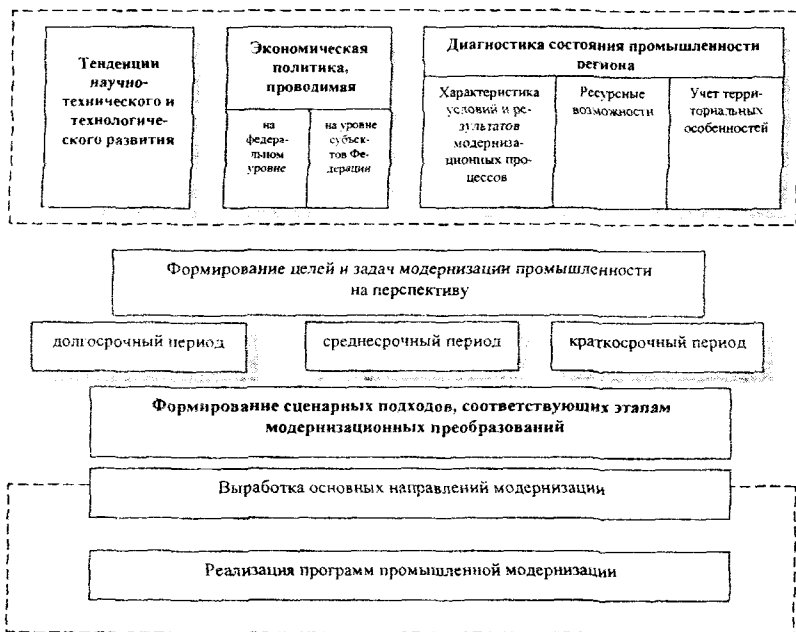 Тенденции
научно-
технического и
технологиче-
ского развития
Экономическая
политика,
проводимая
на
федера-
льном
уровне
на уровне
субъек-
тов Фе-
дерации
Диагностика состояния промышленности
региона
Характеристика
условий и ре-
зультатов
модерниза-
ционных про-
цессов
Ресурсные
возможности
Учет терри-
ториальных
особенностей
Формирование целей и задач модернизации промышленности
на перспективу
долгосрочный период
среднесрочный период
краткосрочный период
Формирование сценарных подходов, соответствующих этапам
модернизационных преобразований
Выработка основных направлений модернизации
Реализация программ промышленной модернизации